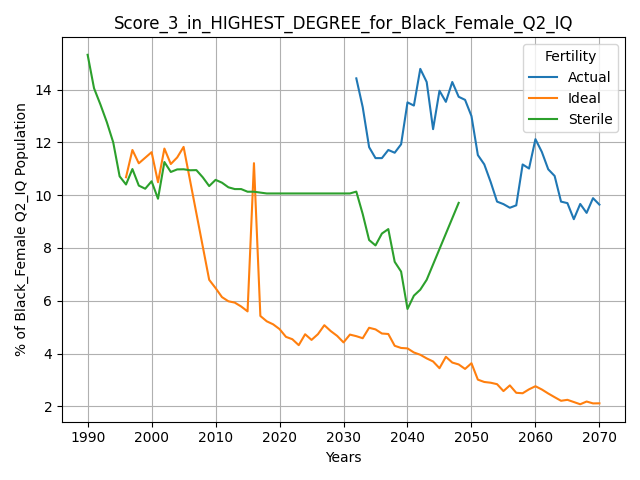 Score_3_in_HIGHEST_DEGREE_for_Black_Female_Q2_IQ
% of Black_Female Q2_IQ Population
14
12
10
8
6
4
2
Fertility
Actual
Ideal
Sterile
1990 2000 2010 2020 2030 2040 2050 2060 2070
Years